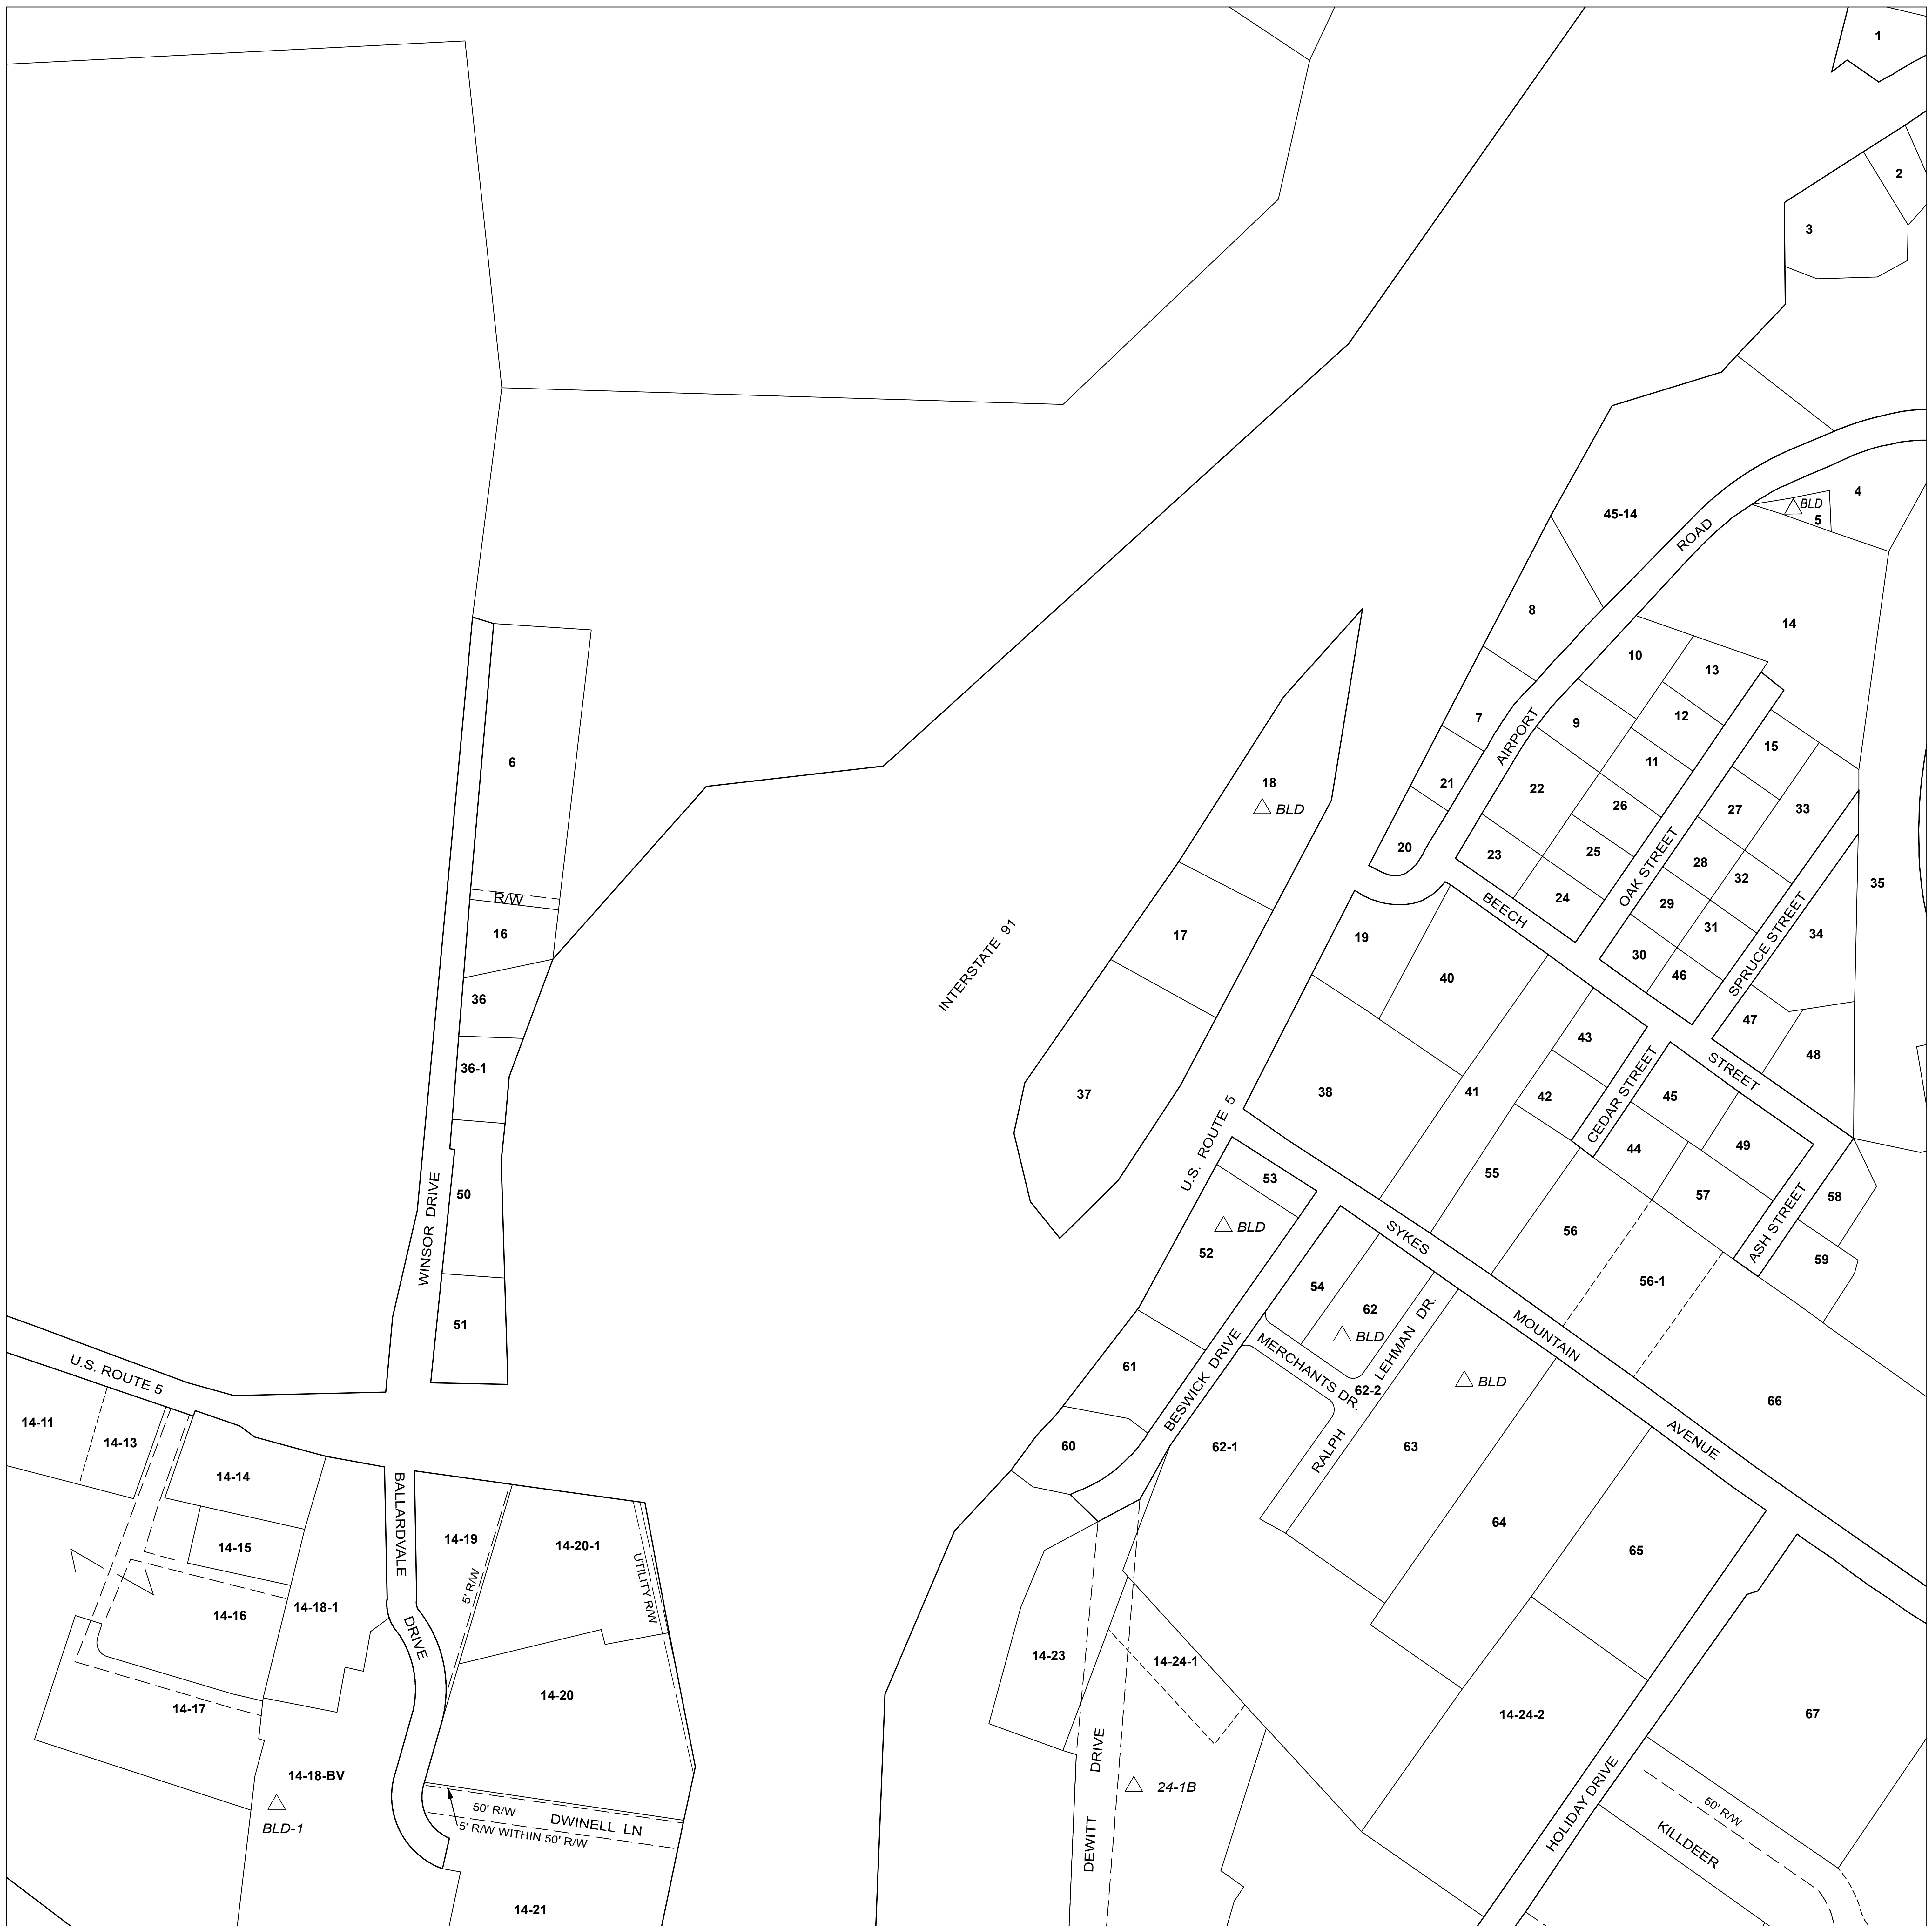 1
2
3
4
BLD
5
45-14
ROAD
8
14
10
13
7
9
12
15
AIRPORT
6
18
BLD
21
22
11
26
27
33
20
23
25
28
32
OAK STREET
35
R/W
16
17
19
BEECH
24
29
31
34
SPRUCE STREET
INTERSTATE 91
30
46
36
40
47
43
48
STREET
36-1
37
38
41
42
CEDAR STREET
45
44
49
U.S. ROUTE 5
50
53
55
57
58
WINSOR DRIVE
BLD
52
SYKES
56
ASH STREET
59
56-1
54
62
51
BLD
LEHMAN DR.
MOUNTAIN
U.S. ROUTE 5
61
MERCHANTS DR.
62-2
BLD
BESWICK DRIVE
66
14-11
14-13
60
62-1
RALPH
63
AVENUE
14-14
BALLARDVALE
14-19
14-20-1
64
65
14-15
5' R/W
UTILITY R/W
14-16
14-18-1
DRIVE
14-23
14-24-1
14-17
14-20
14-24-2
67
DRIVE
14-18-BV
24-1B
BLD-1
50' R/W
DWINELL LN
5' R/W WITHIN 50' R/W
DEWITT
HOLIDAY DRIVE
50' R/W
KILLDEER
14-21